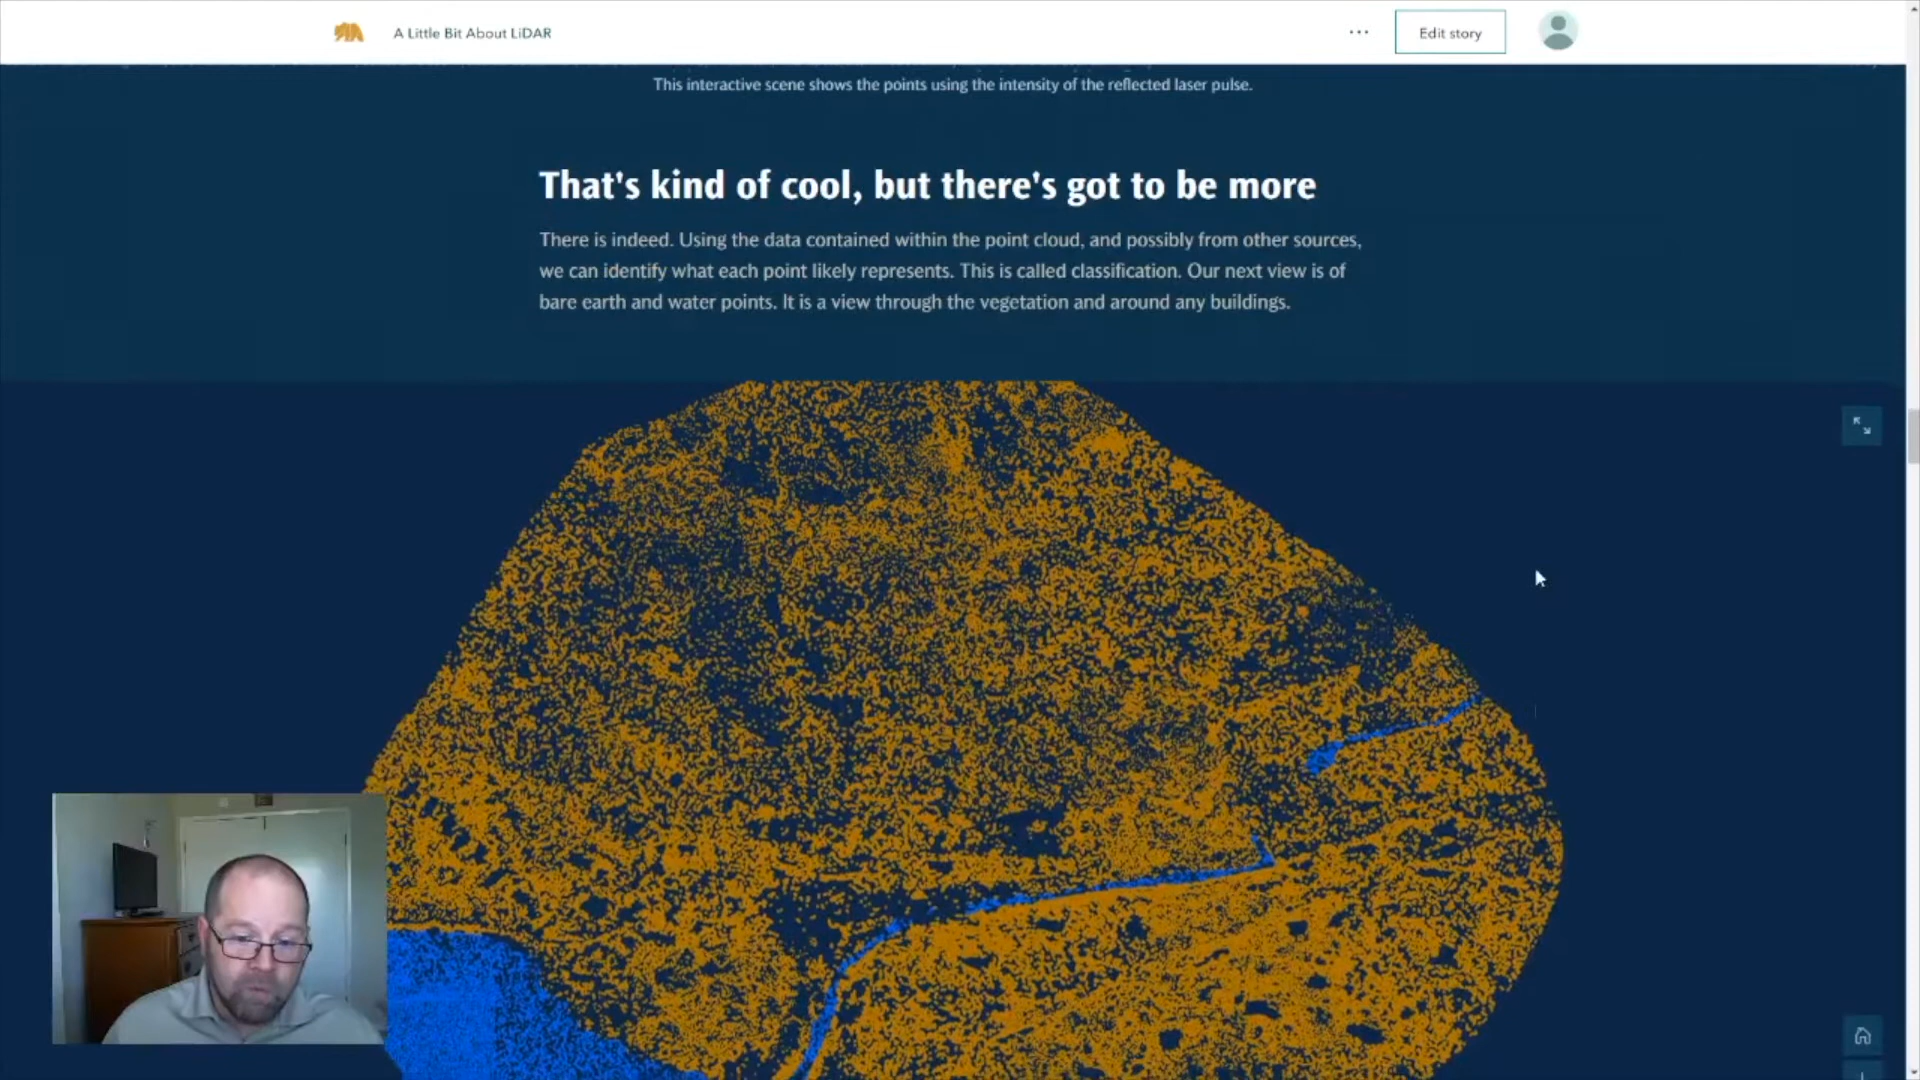 A Little Bit About LiDAR
Edit story
This interactive scene shows the points using the intensity of the reflected laser pulse.
That's kind of cool, but there's got to be more
There is indeed. Using the data contained within the point cloud, and possibly from other sources,
we can identify what each point likely represents. This is called classification. Our next view is of
bare earth and water points. It is a view through the vegetation and around any buildings.